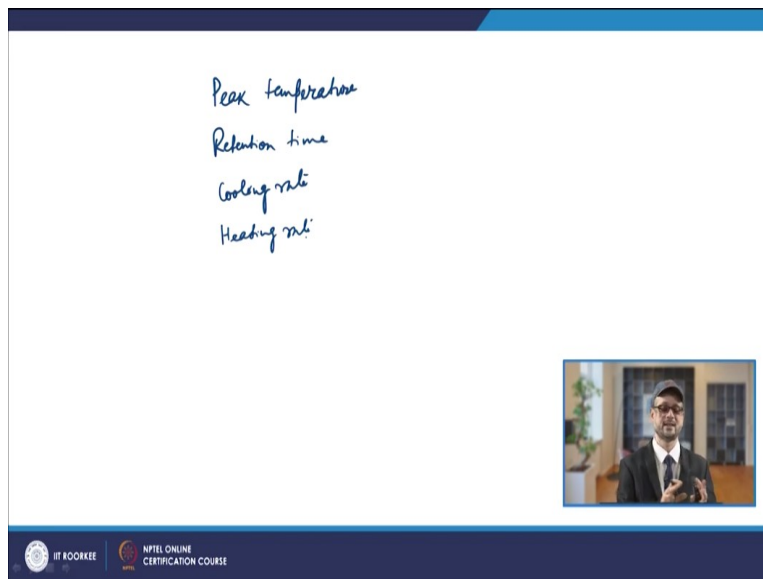 Peak temperature
Retention time
Cooling rate
Heating rate
IIT ROORKEE
NPTEL ONLINE
CERTIFICATION COURSE